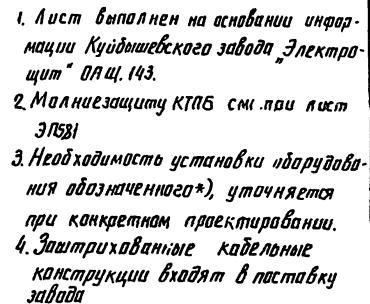 1. Лист выполнен на основании инфор-
мации Куйбышевского завода „Электро-
щит" ОАЩ. 143.
2. Молниезащиту КТПБ см. при лист
ЭП581
3. Необходимость установки оборудова-
ния обозначенного*), уточняется
при конкретном проектировании.
4. Заштрихованные кабельные
конструкции входят в поставку
завода